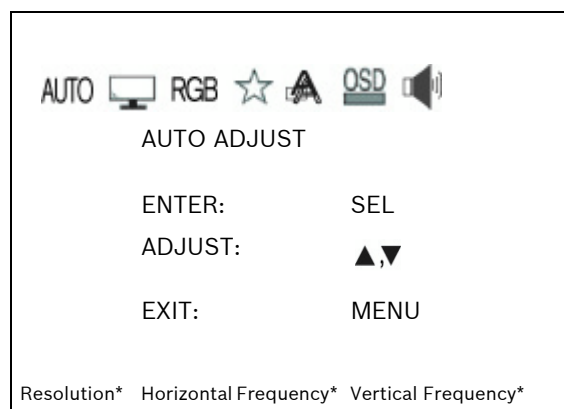 AUTO RGB OSD
AUTO ADJUST
ENTER: SEL
ADJUST: ▲,▼
EXIT: MENU
Resolution* Horizontal Frequency* Vertical Frequency*